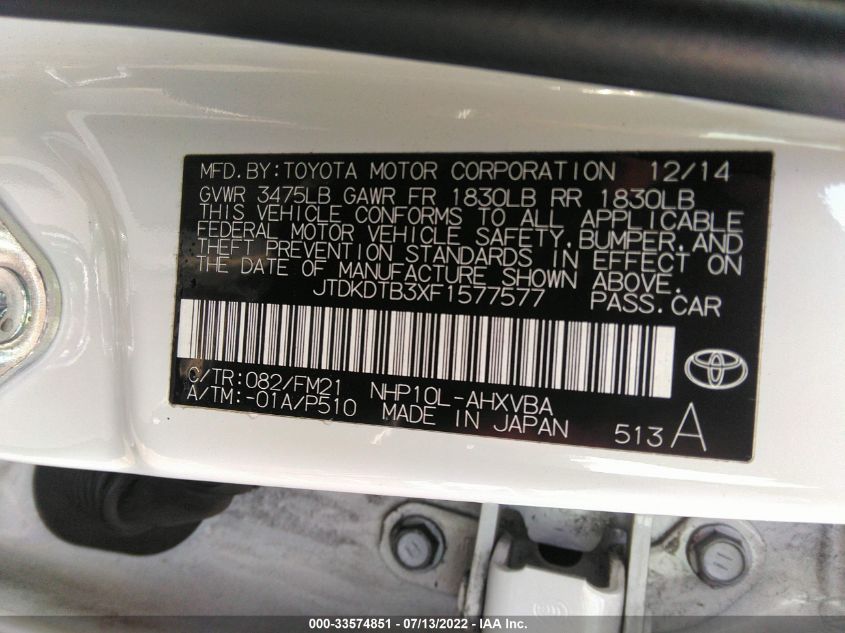 MFD.BY:TOYOTA MOTOR CORPORATION 12/14
GVWR 3475LB GAWR FR 1830LB RR 1830LB
THIS VEHICLE CONFORMS TO ALL APPLICABLE
FEDERAL MOTOR VEHICLE SAFETY,BUMPER,AND
THEFT PREVENTION STANDARDS IN EFFECT ON
THE DATE OF MANUFACTURE SHOWN ABOVE.
JTDKDTB3XF1577577 PASS.CAR
C/TR:082/FM21 NHP10L-AHXVBA
A/TM:-01A/P510 MADE IN JAPAN 513 A
000-33574851 - 07/13/2022 - IAA Inc.